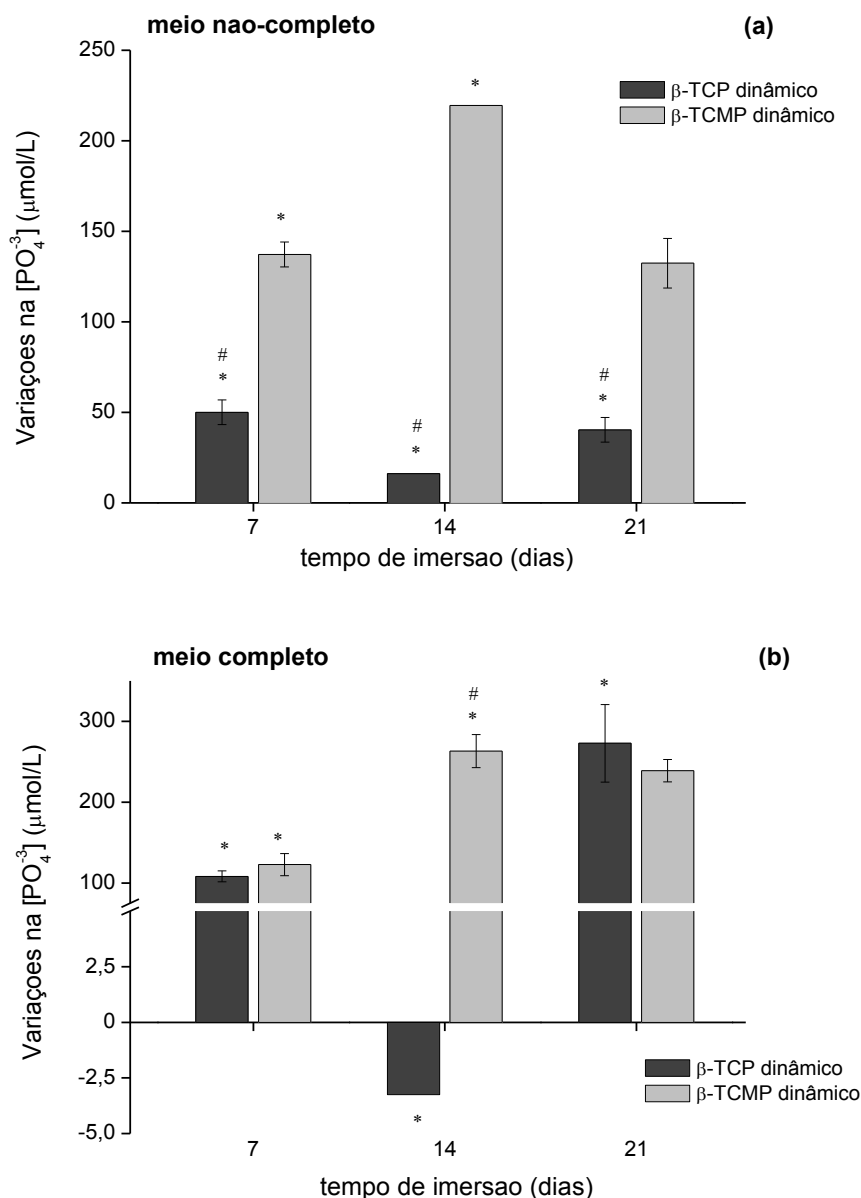 meio nao-completo
(a)
250
200
150
100
50
0
Variaçoes na [PO₄⁻³] (μmol/L)
β-TCP dinâmico
β-TCMP dinâmico
#
*
*
#
*
*
#
*
7
14
21
tempo de imersao (dias)
meio completo
(b)
300
200
100
2,5
0
-2,5
-5,0
Variaçoes na [PO₄⁻³] (μmol/L)
*
*
#
*
*
*
β-TCP dinâmico
β-TCMP dinâmico
7
14
21
tempo de imersao (dias)